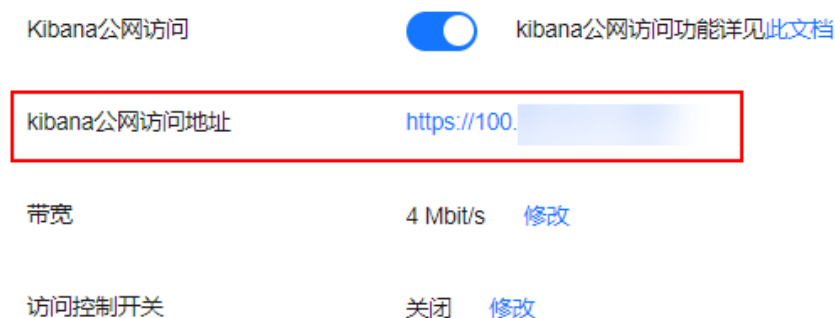 Kibana公网访问 kibana公网访问功能详见此文档
kibana公网访问地址 https://100.
带宽 4 Mbit/s 修改
访问控制开关 关闭 修改